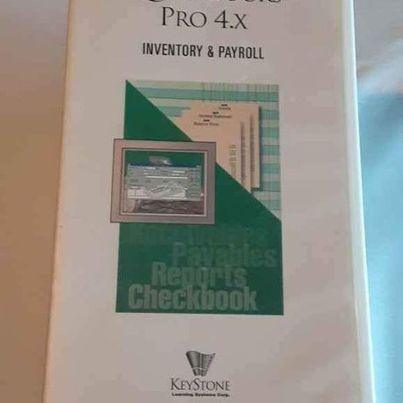 PRO 4.X
INVENTORY & PAYROLL
Payables
Reports
Checkbook
KEYSTONE
Learning Systems Corp.